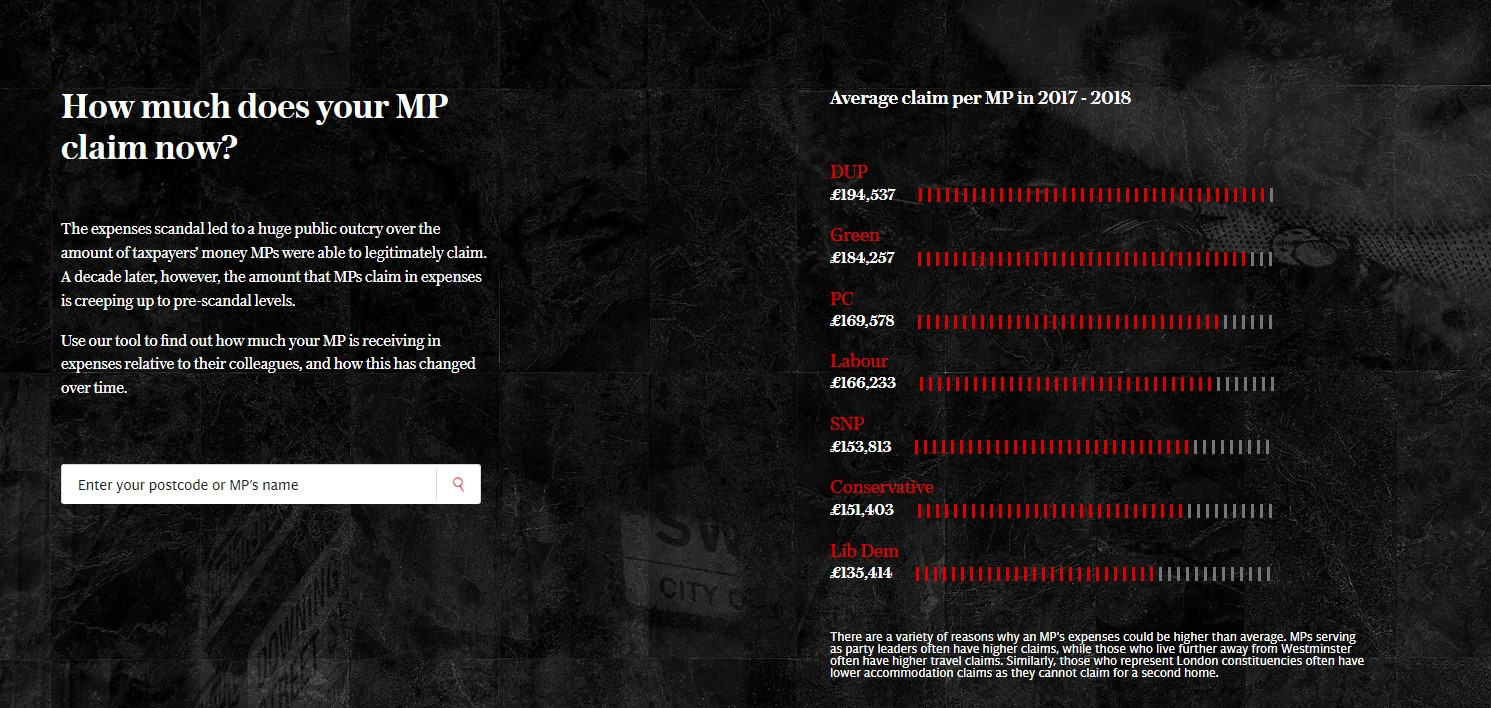 How much does your MP
claim now?
The expenses scandal led to a huge public outcry over the
amount of taxpayers’ money MPs were able to legitimately claim.
A decade later, however, the amount that MPs claim in expenses
is creeping up to pre-scandal levels.
Use our tool to find out how much your MP is receiving in
expenses relative to their colleagues, and how this has changed
over time.
Enter your postcode or MP's name
Average claim per MP in 2017 - 2018
DUP
£194,537
Green
£184,257
PC
£169,578
Labour
£166,233
SNP
£153,813
Conservative
£151,403
Lib Dem
£135,414
There are a variety of reasons why an MP's expenses could be higher than average. MPs serving
as party leaders often have higher claims, while those who live further away from Westminster
often have higher travel claims. Similarly, those who represent London constituencies often have
lower accommodation claims as they cannot claim for a second home.
SW
CITY
DOWNING